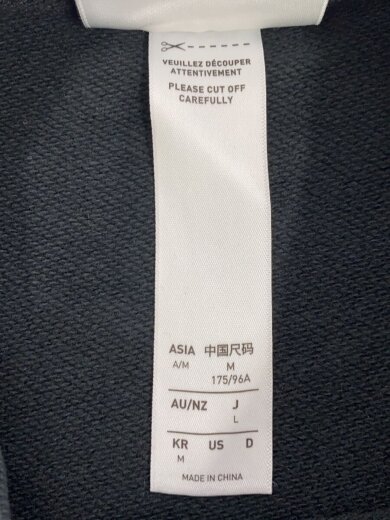 VEUILLEZ DÉCOUPER
ATTENTIVEMENT
PLEASE CUT OFF
CAREFULLY
ASIA 中国尺码
A/M M
175/96A
AU/NZ J
L
KR US D
M
MADE IN CHINA